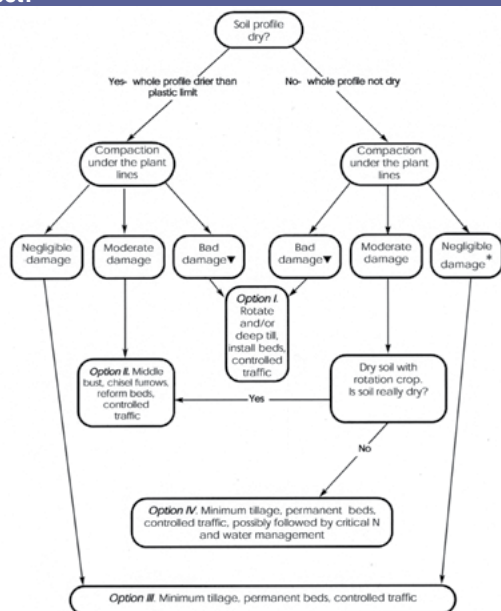 Soil profile
dry?
Yes- whole profile drier than
plastic limit
No- whole profile not dry
Compaction
under the plant
lines
Compaction
under the plant
lines
Negligible
damage
Moderate
damage
Bad
damage▼
Bad
damage▼
Moderate
damage
Negligible
damage*
Option I.
Rotate
and/or
deep till,
install beds,
controlled
traffic
Option II. Middle
bust, chisel furrows,
reform beds,
controlled
traffic
Yes
Dry soil with
rotation crop.
Is soil really dry?
No
Option IV. Minimum tillage, permanent beds,
controlled traffic, possibly followed by critical N
and water management
Option III. Minimum tillage, permanent beds, controlled traffic